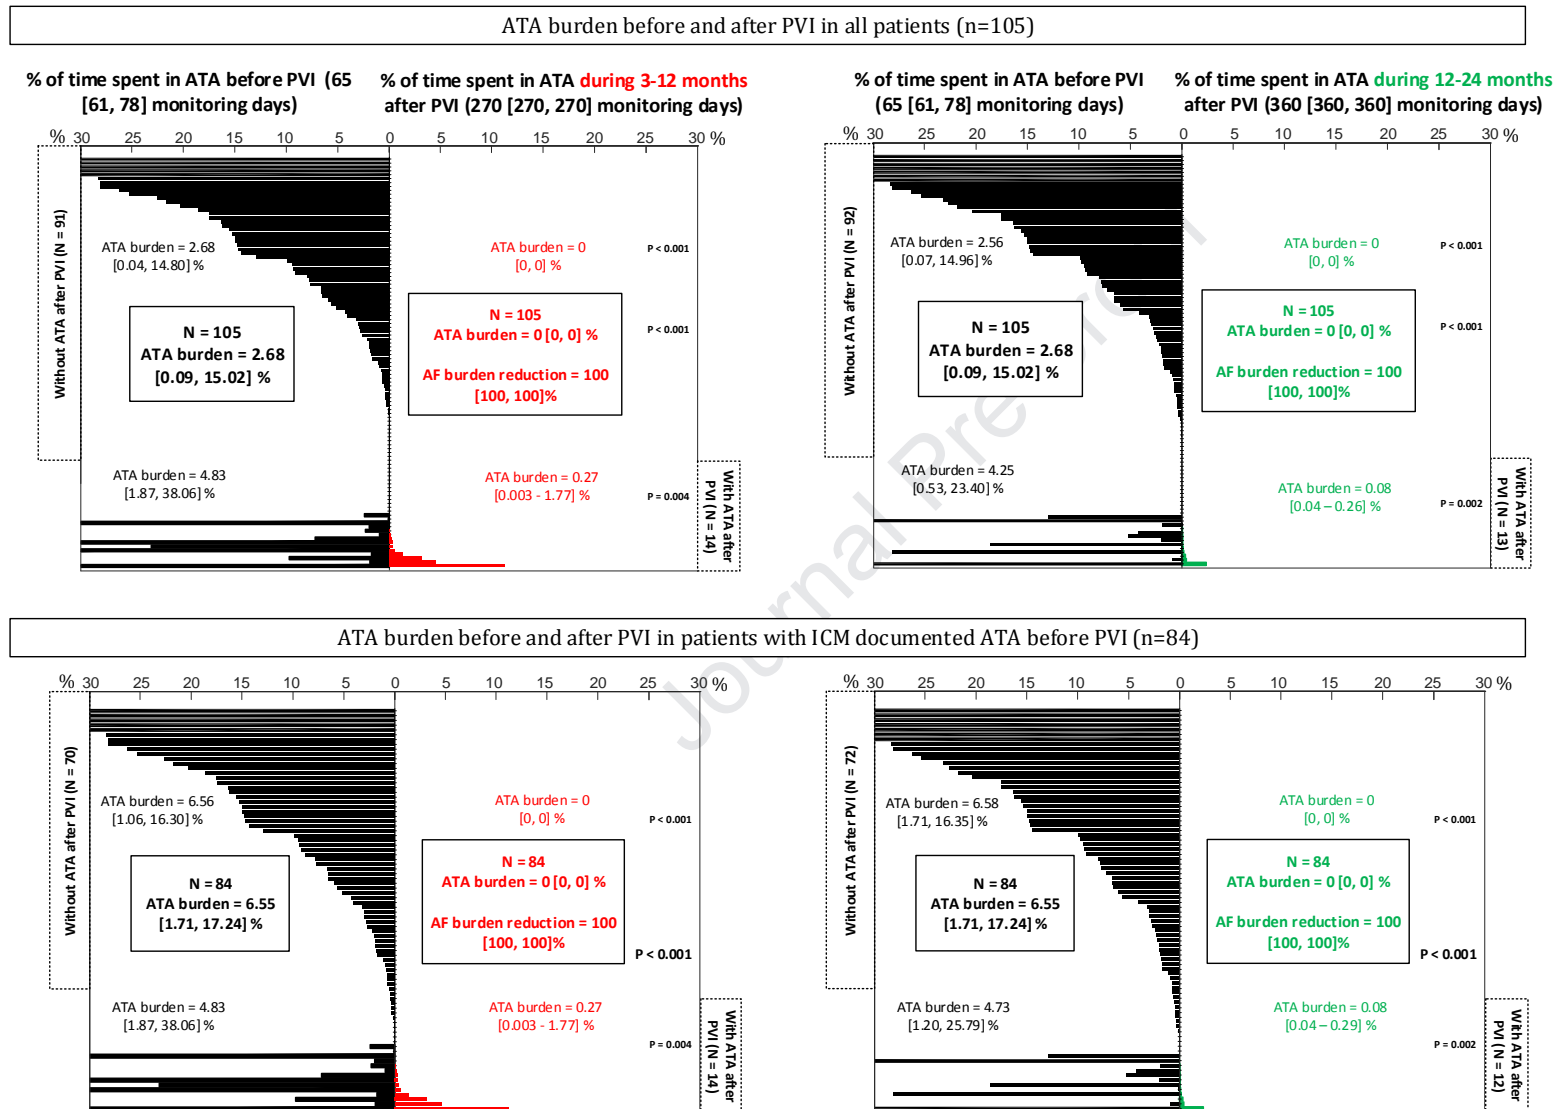 ATA burden before and after PVI in all patients (n=105)
% of time spent in ATA before PVI (65
[61, 78] monitoring days)
% of time spent in ATA during 3-12 months
after PVI (270 [270, 270] monitoring days)
% 30 25 20 15 10 5 0 5 10 15 20 25 30 %
Without ATA after PVI (N = 91)
ATA burden = 2.68
[0.04, 14.80] %
ATA burden = 0
[0, 0] %
P < 0.001
N = 105
ATA burden = 2.68
[0.09, 15.02] %
N = 105
ATA burden = 0 [0, 0] %
AF burden reduction = 100
[100, 100]%
P < 0.001
ATA burden = 4.83
[1.87, 38.06] %
ATA burden = 0.27
[0.003 - 1.77] %
P = 0.004
With ATA after
PVI (N = 14)
% of time spent in ATA before PVI
(65 [61, 78] monitoring days)
% of time spent in ATA during 12-24 months
after PVI (360 [360, 360] monitoring days)
% 30 25 20 15 10 5 0 5 10 15 20 25 30 %
Without ATA after PVI (N = 92)
ATA burden = 2.56
[0.07, 14.96] %
ATA burden = 0
[0, 0] %
P < 0.001
N = 105
ATA burden = 2.68
[0.09, 15.02] %
N = 105
ATA burden = 0 [0, 0] %
AF burden reduction = 100
[100, 100]%
P < 0.001
ATA burden = 4.25
[0.53, 23.40] %
ATA burden = 0.08
[0.04 – 0.26] %
P = 0.002
With ATA after
PVI (N = 13)
Journal Pre
ATA burden before and after PVI in patients with ICM documented ATA before PVI (n=84)
% 30 25 20 15 10 5 0 5 10 15 20 25 30 %
Without ATA after PVI (N = 70)
ATA burden = 6.56
[1.06, 16.30] %
ATA burden = 0
[0, 0] %
P < 0.001
N = 84
ATA burden = 6.55
[1.71, 17.24] %
N = 84
ATA burden = 0 [0, 0] %
AF burden reduction = 100
[100, 100]%
P < 0.001
ATA burden = 4.83
[1.87, 38.06] %
ATA burden = 0.27
[0.003 - 1.77] %
P = 0.004
With ATA after
PVI (N = 14)
% 30 25 20 15 10 5 0 5 10 15 20 25 30 %
Without ATA after PVI (N = 72)
ATA burden = 6.58
[1.71, 16.35] %
ATA burden = 0
[0, 0] %
P < 0.001
N = 84
ATA burden = 6.55
[1.71, 17.24] %
N = 84
ATA burden = 0 [0, 0] %
AF burden reduction = 100
[100, 100]%
P < 0.001
ATA burden = 4.73
[1.20, 25.79] %
ATA burden = 0.08
[0.04 – 0.29] %
P = 0.002
With ATA after
PVI (N = 12)